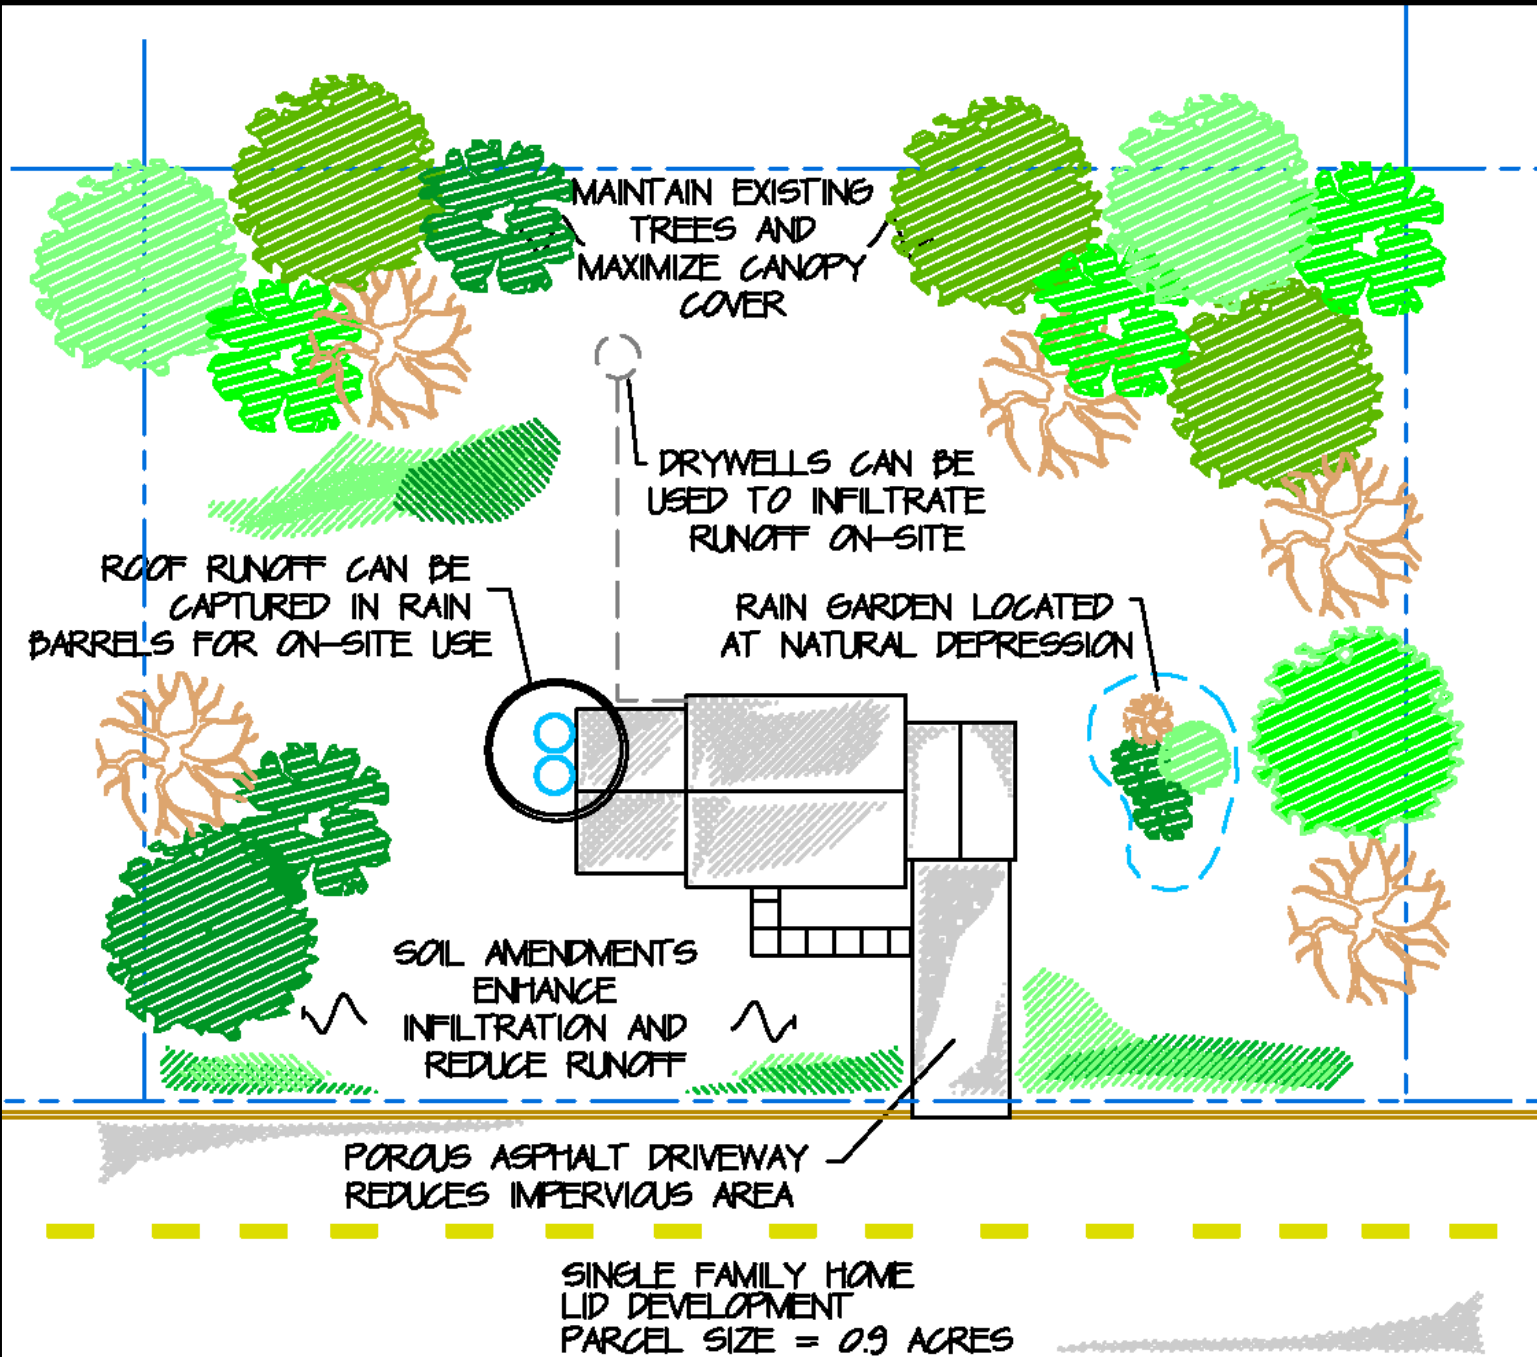 MAINTAIN EXISTING
TREES AND
MAXIMIZE CANOPY
COVER
DRYWELLS CAN BE
USED TO INFILTRATE
RUNOFF ON-SITE
ROOF RUNOFF CAN BE
CAPTURED IN RAIN
BARRELS FOR ON-SITE USE
RAIN GARDEN LOCATED
AT NATURAL DEPRESSION
SOIL AMENDMENTS
ENHANCE
INFILTRATION AND
REDUCE RUNOFF
POROUS ASPHALT DRIVEWAY
REDUCES IMPERVIOUS AREA
SINGLE FAMILY HOME
LID DEVELOPMENT
PARCEL SIZE = 0.9 ACRES